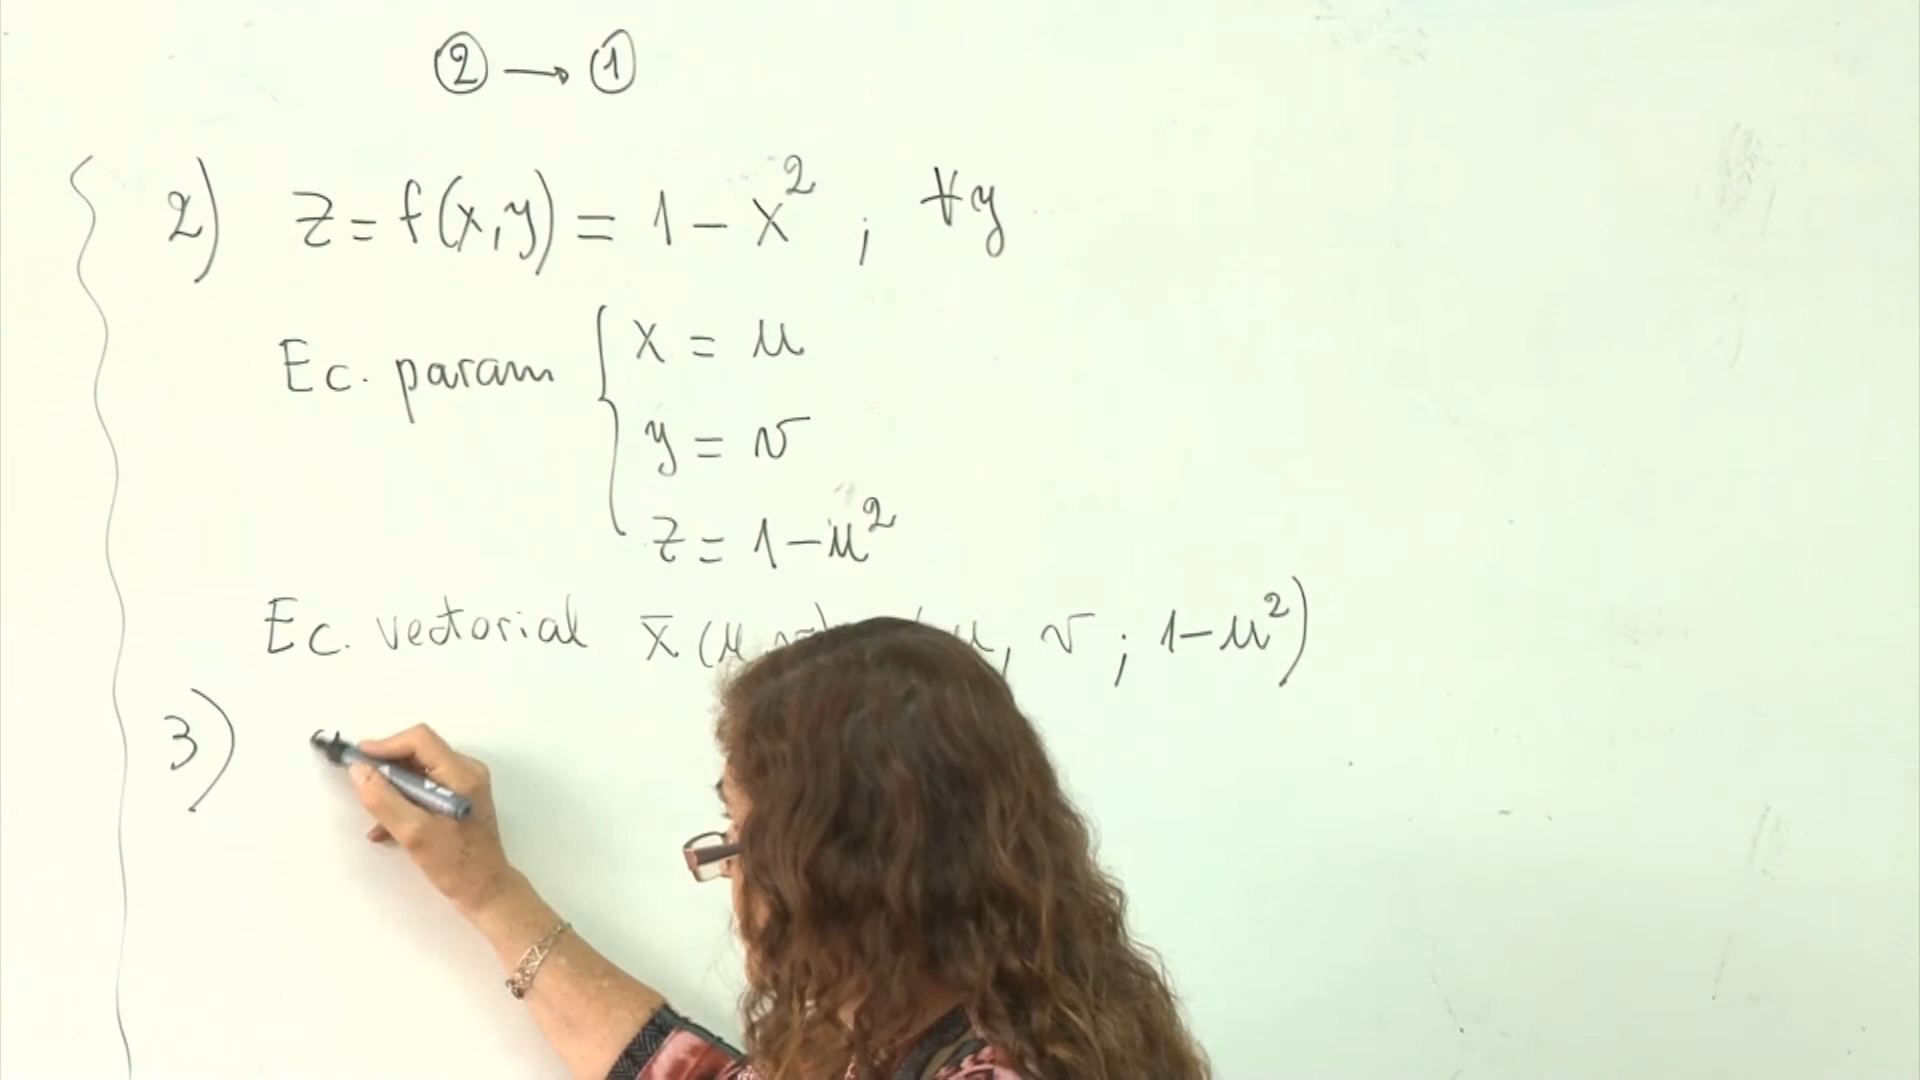 ② → ①
2) z = f(x,y) = 1 - x² ; ∀y
Ec. param { x = u
y = v
z = 1 - u²
Ec. vectorial x̄ (u, v) u, v ; 1 - u²)
3)